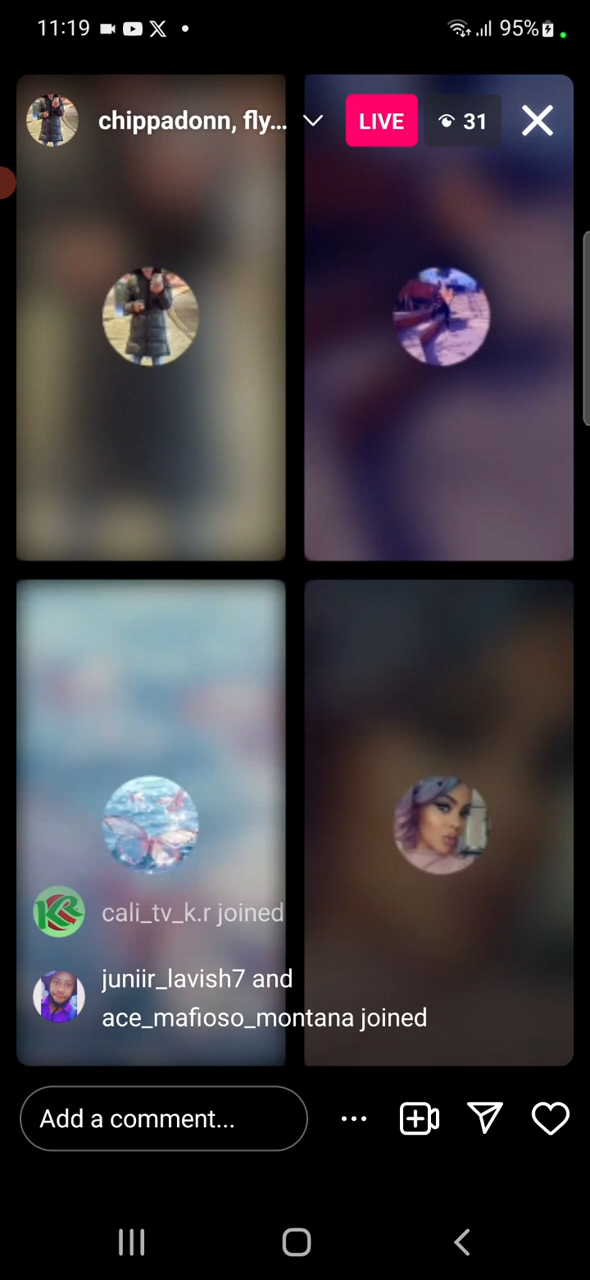 11:19 95%
chippadonn, fly... LIVE 31
cali_tv_k.r joined
juniir_lavish7 and
ace_mafioso_montana joined
Add a comment...